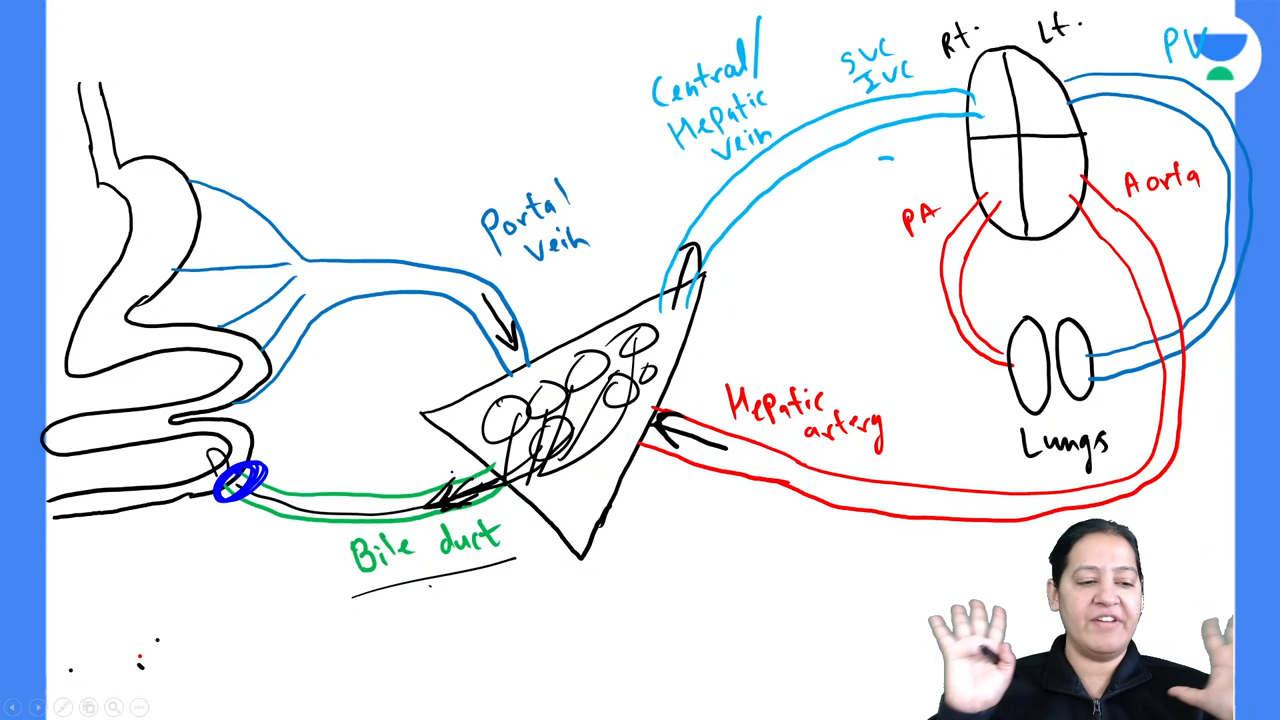 Rt.
Lt.
PV
SVC
IVC
Central/
Hepatic
vein
Portal
vein
PA
Aorta
Hepatic
artery
Lungs
Bile duct